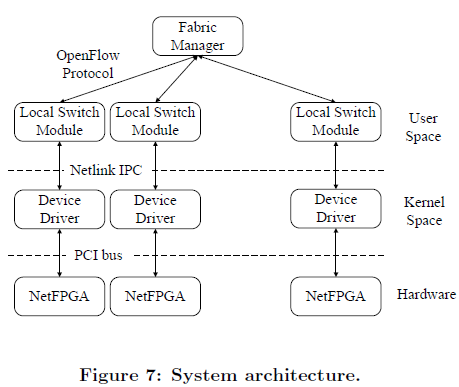 Fabric
Manager
OpenFlow
Protocol
Local Switch
Module
Local Switch
Module
Local Switch
Module
User
Space
Netlink IPC
Device
Driver
Device
Driver
Device
Driver
Kernel
Space
PCI bus
NetFPGA
NetFPGA
NetFPGA
Hardware
Figure 7: System architecture.